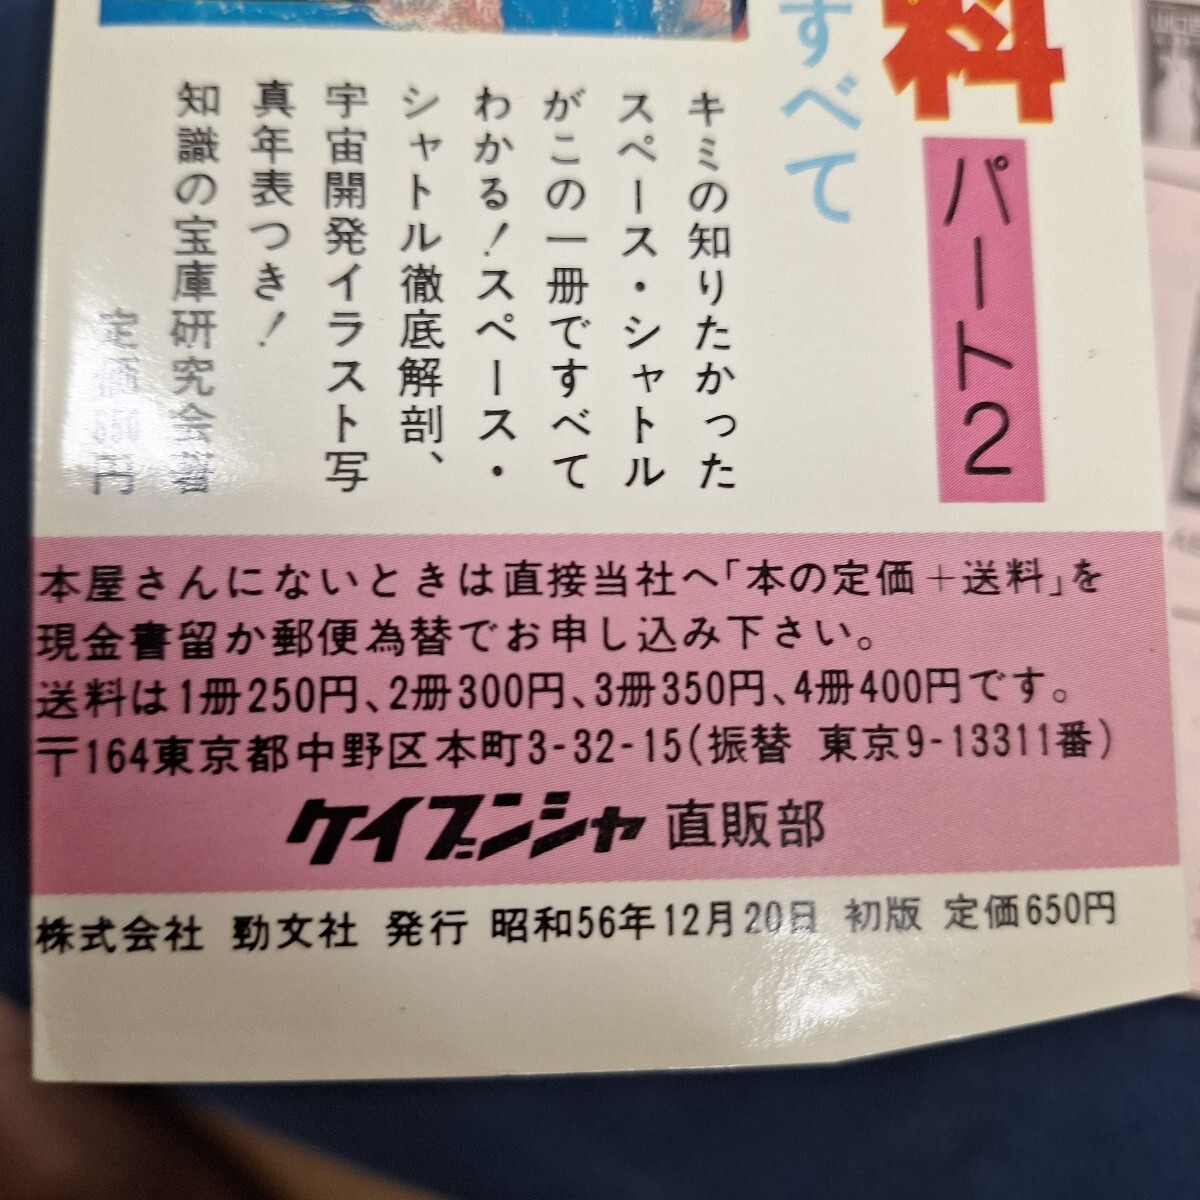 科
パート2
すべて
キミの知りたかった
スペース・シャトル
がこの一冊ですべて
わかる!スペース・
シャトル徹底解剖、
宇宙開発イラスト写
真年表つき!
知識の宝庫研究会著
定価650円
本屋さんにないときは直接当社へ「本の定価+送料」を
現金書留か郵便為替でお申し込み下さい。
送料は1冊250円、2冊300円、3冊350円、4冊400円です。
〒164東京都中野区本町3-32-15(振替 東京9-13311番)
ケイブンシャ 直販部
株式会社 勁文社 発行 昭和56年12月20日 初版 定価650円